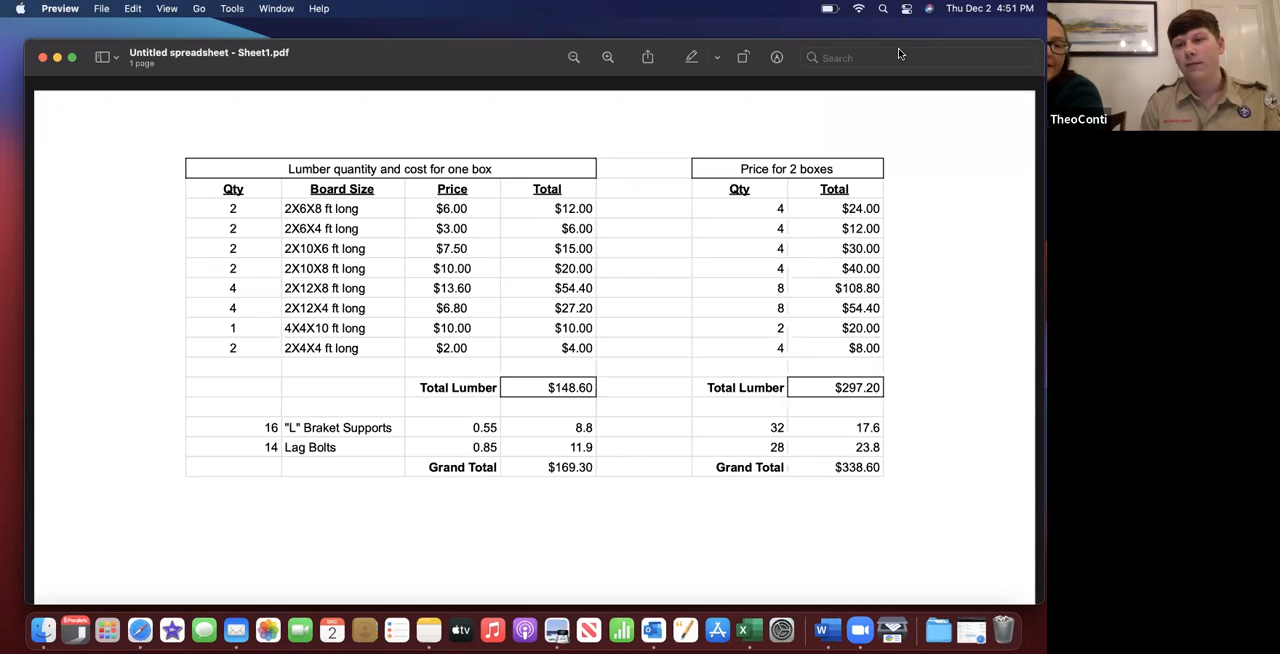 Preview File Edit View Go Tools Window Help Thu Dec 2 4:51 PM
Untitled spreadsheet - Sheet1.pdf
1 page
Search
TheoConti
Lumber quantity and cost for one box Price for 2 boxes
Qty Board Size Price Total Qty Total
2 2X6X8 ft long $6.00 $12.00 4 $24.00
2 2X6X4 ft long $3.00 $6.00 4 $12.00
2 2X10X6 ft long $7.50 $15.00 4 $30.00
2 2X10X8 ft long $10.00 $20.00 4 $40.00
4 2X12X8 ft long $13.60 $54.40 8 $108.80
4 2X12X4 ft long $6.80 $27.20 8 $54.40
1 4X4X10 ft long $10.00 $10.00 2 $20.00
2 2X4X4 ft long $2.00 $4.00 4 $8.00
Total Lumber $148.60 Total Lumber $297.20
16 "L" Braket Supports 0.55 8.8 32 17.6
14 Lag Bolts 0.85 11.9 28 23.8
Grand Total $169.30 Grand Total $338.60
DEC
2
tv
W